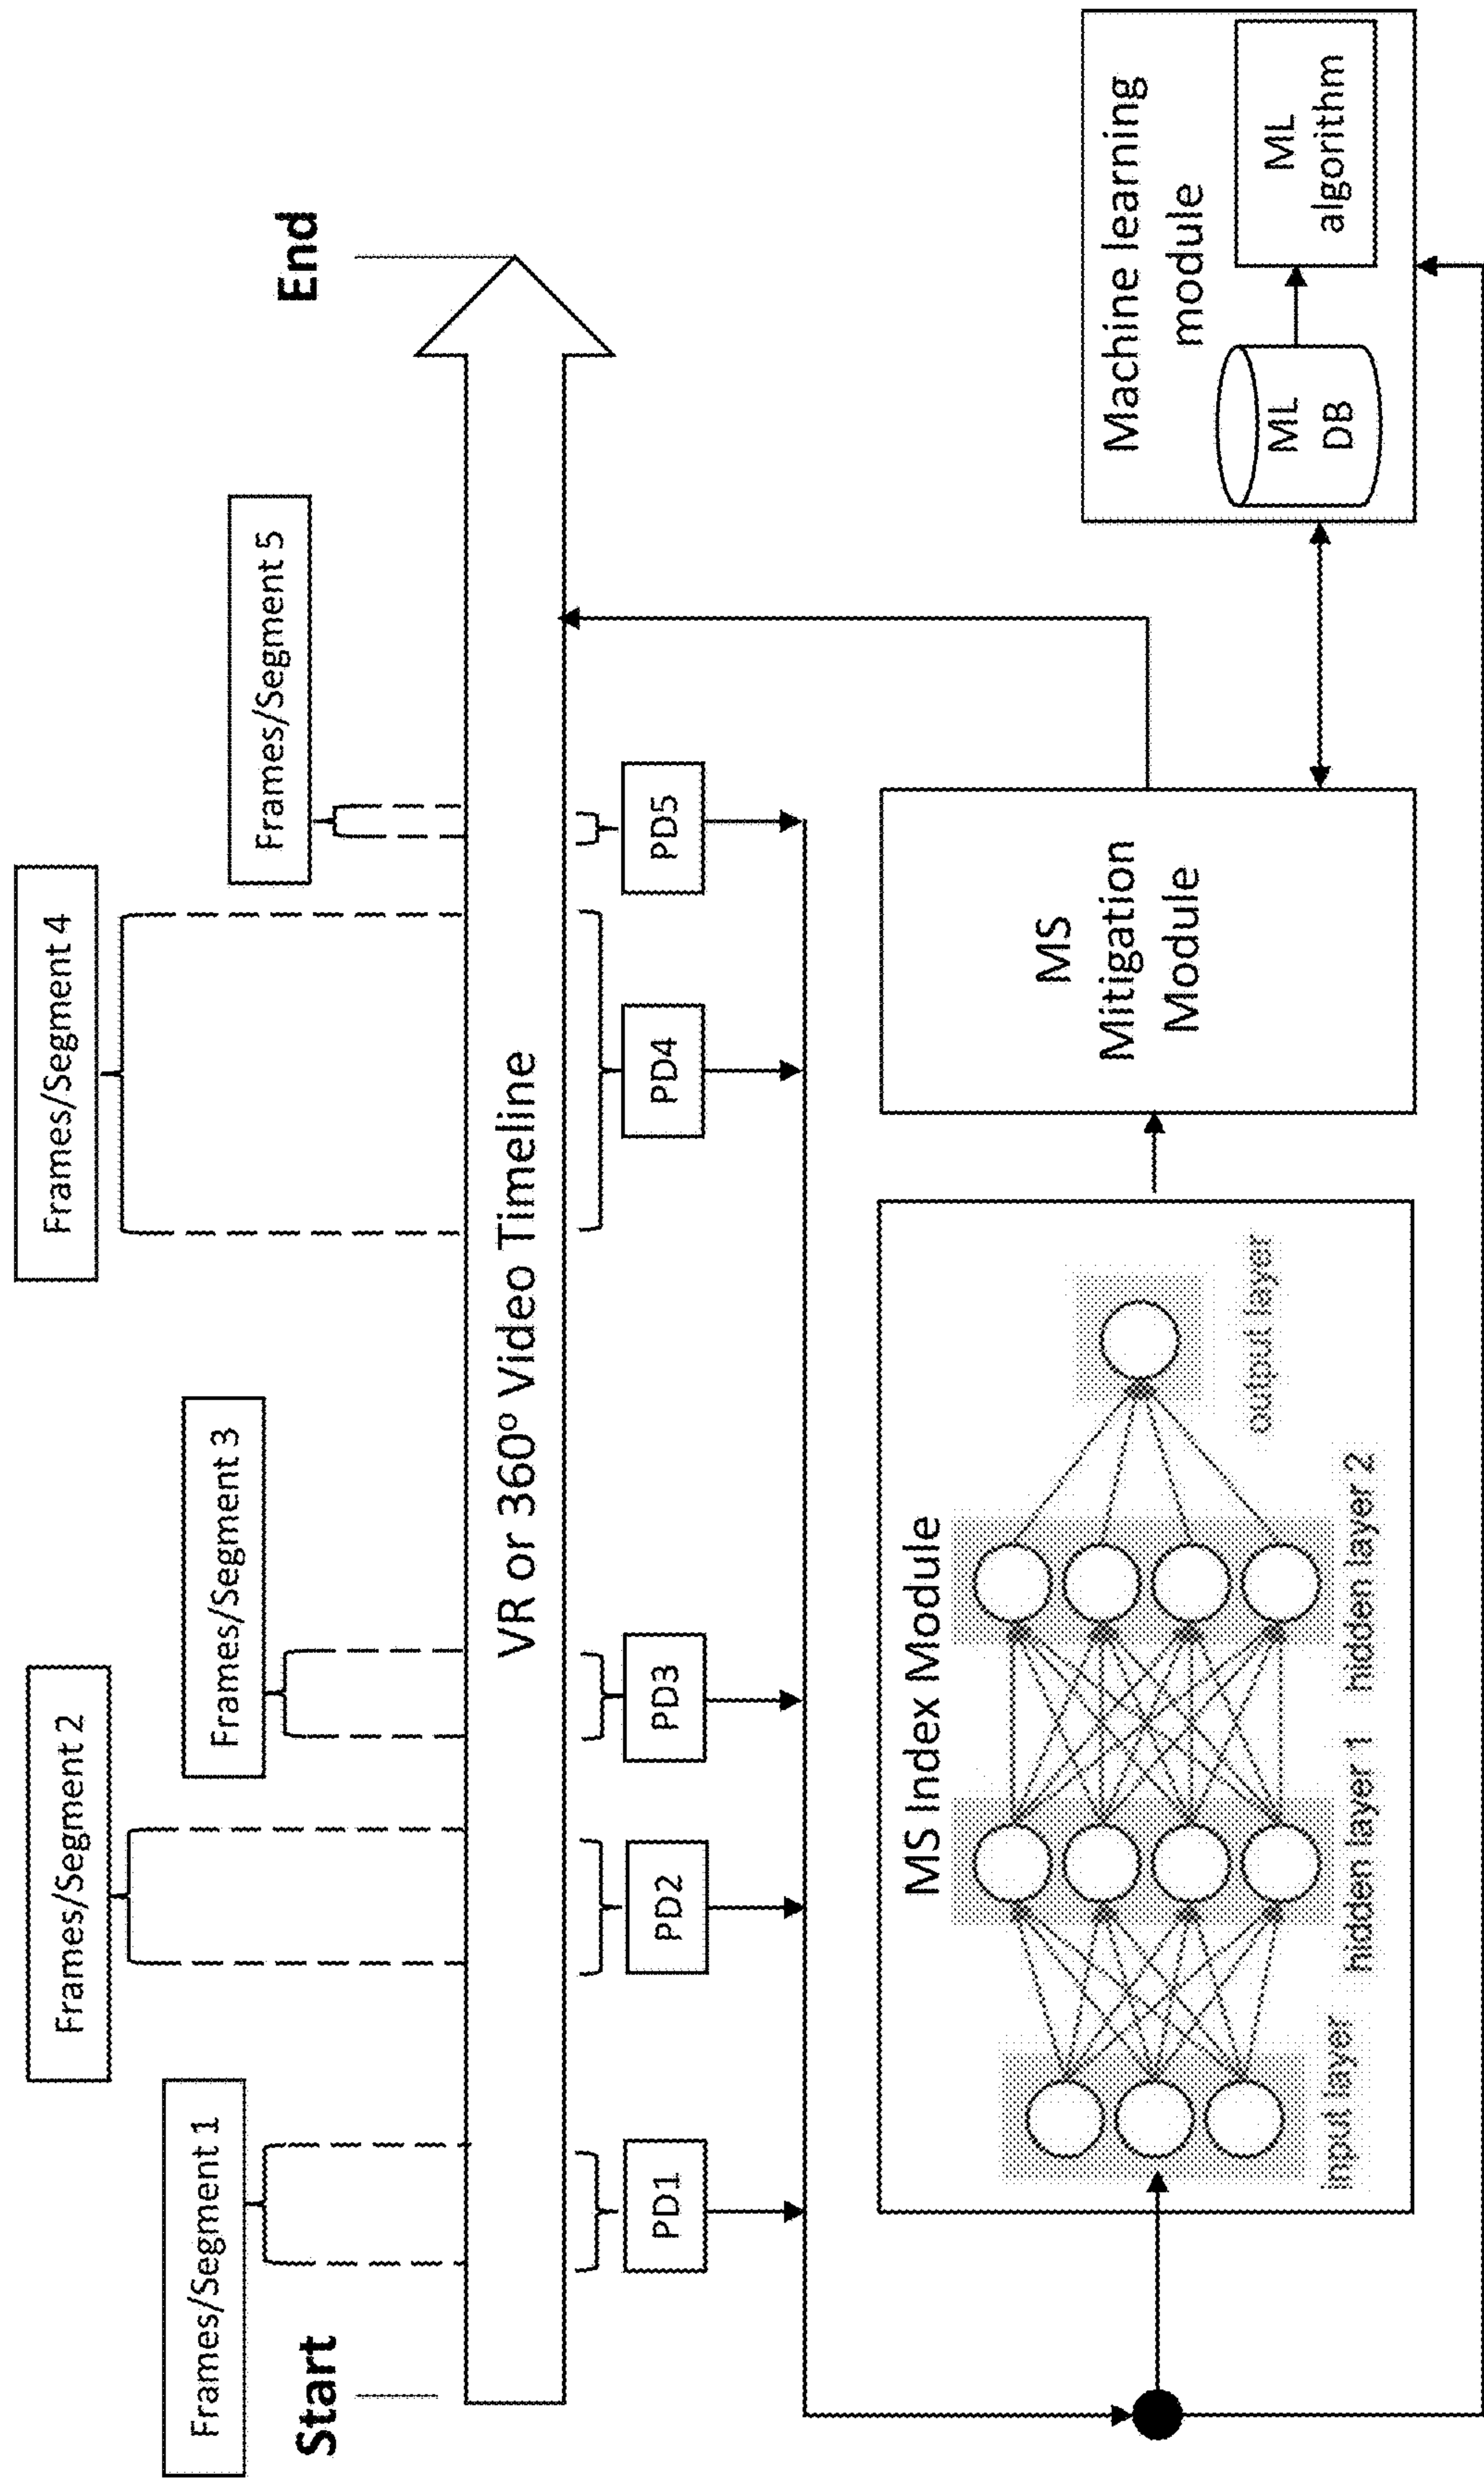 Frames/Segment 1
Frames/Segment 2
Frames/Segment 3
Frames/Segment 4
Frames/Segment 5
Start
End
VR or 360º Video Timeline
PD1
PD2
PD3
PD4
PD5
MS Index Module
input layer
hidden layer 1
hidden layer 2
output layer
MS
Mitigation
Module
Machine learning
module
ML
DB
ML
algorithm